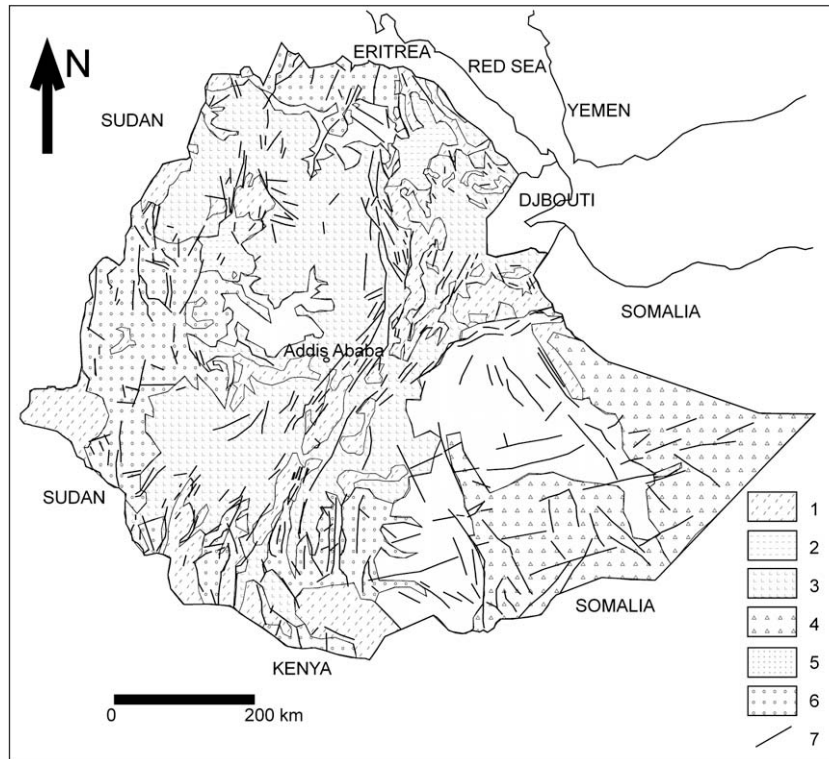 ERITREA
RED SEA
N
SUDAN
YEMEN
DJBOUTI
SOMALIA
Addis Ababa
SUDAN
1
2
3
4
SOMALIA
5
KENYA
6
0 200 km
7